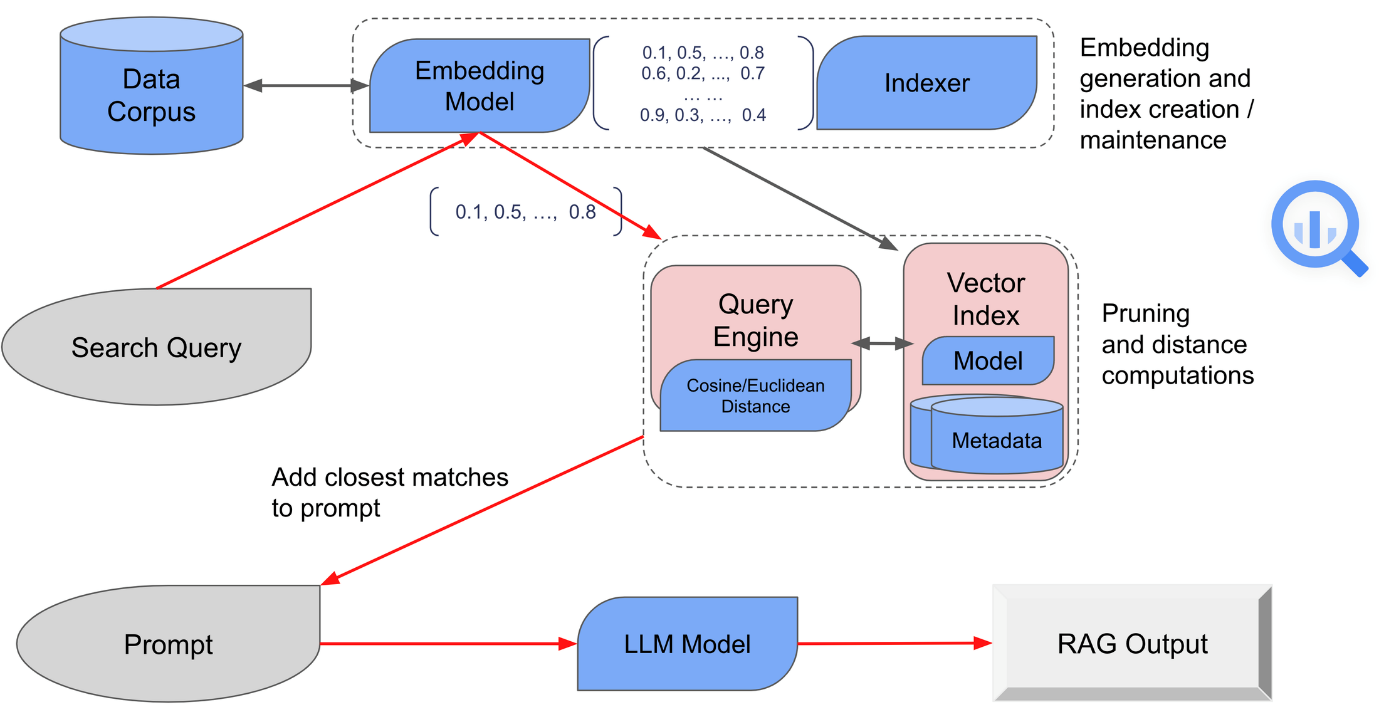 Data
Corpus
Embedding
Model
0.1, 0.5, …, 0.8
0.6, 0.2, ..., 0.7
… …
0.9, 0.3, …, 0.4
Indexer
Embedding
generation and
index creation /
maintenance
0.1, 0.5, …, 0.8
Search Query
Query
Engine
Cosine/Euclidean
Distance
Vector
Index
Model
Metadata
Pruning
and distance
computations
Add closest matches
to prompt
Prompt
LLM Model
RAG Output